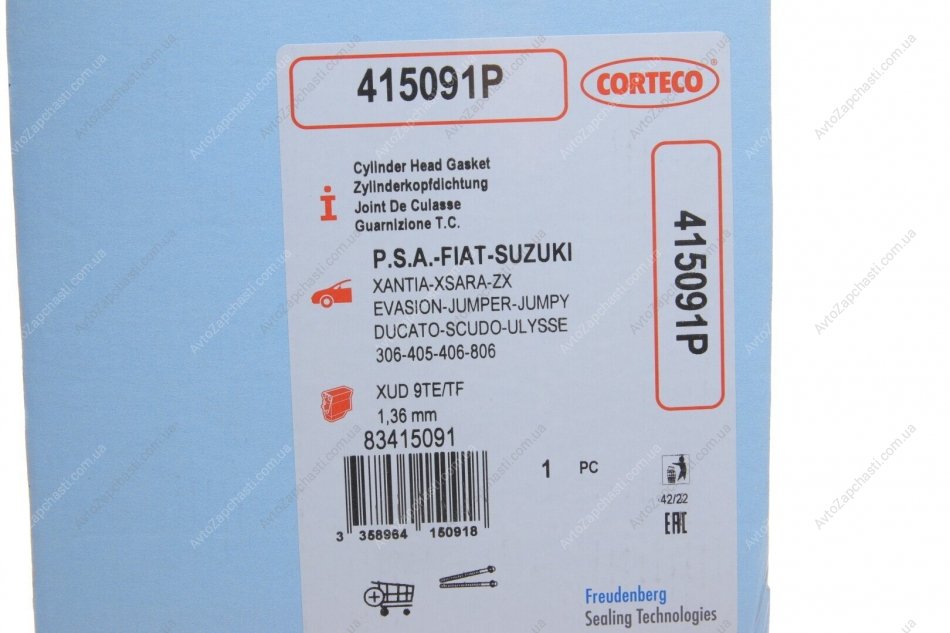 415091P
CORTECO®
Cylinder Head Gasket
Zylinderkopfdichtung
Joint De Culasse
Guarnizione T.C.
P.S.A.-FIAT-SUZUKI
XANTIA-XSARA-ZX
EVASION-JUMPER-JUMPY
DUCATO-SCUDO-ULYSSE
306-405-406-806
415091P
XUD 9TE/TF
1,36 mm
83415091
1 PC
3 358964 150918
42/22
EAC
Freudenberg
Sealing Technologies
AvtoZapchasti.com.ua